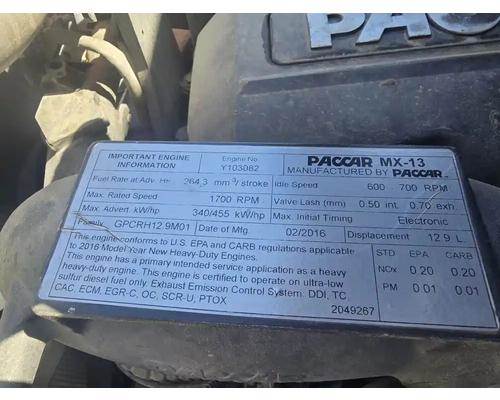 PACCAR
IMPORTANT ENGINE INFORMATION
Engine No.
Y103082
PACCAR MX-13
MANUFACTURED BY PACCAR
Fuel Rate at Adv. HP 264.3 mm³/stroke
Idle Speed 600 - 700 RPM
Max. Rated Speed 1700 RPM
Valve Lash (mm) 0.50 int. 0.70 exh
Max. Advert. kW/hp 340/455 kW/hp
Max. Initial Timing Electronic
Family GPCRH12.9M01
Date of Mfg. 02/2016
Displacement 12.9 L
This engine conforms to U.S. EPA and CARB regulations applicable
to 2016 Model Year New Heavy-Duty Engines.
This engine has a primary intended service application as a heavy
heavy-duty engine. This engine is certified to operate on ultra-low
sulfur diesel fuel only. Exhaust Emission Control System: DDI, TC,
CAC, ECM, EGR-C, OC, SCR-U, PTOX
STD EPA CARB
NOx 0.20 0.20
PM 0.01 0.01
2049267